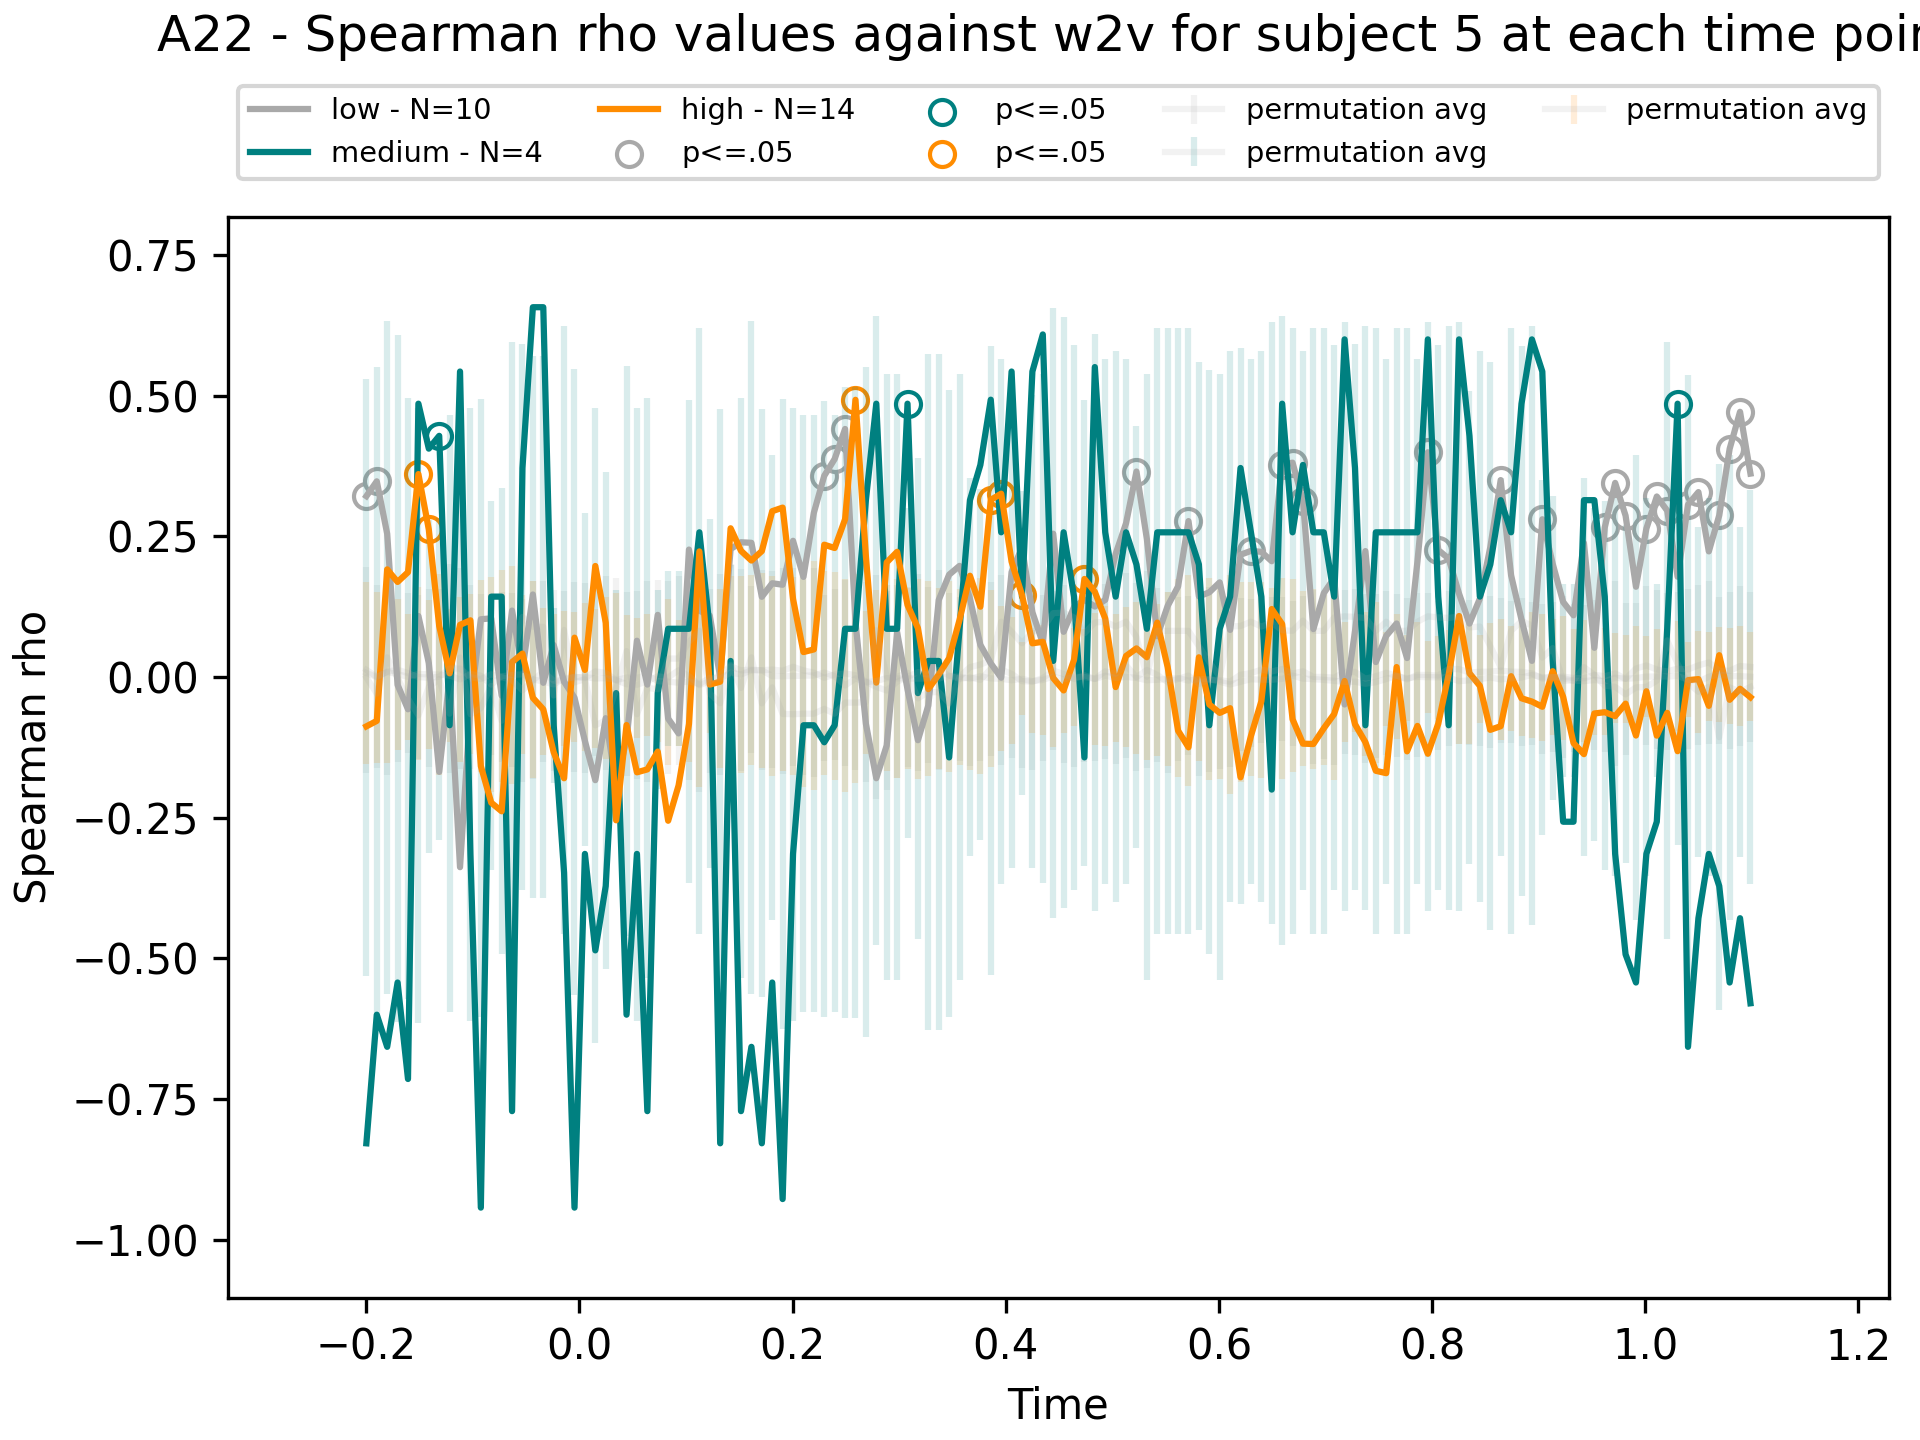 A22 - Spearman rho values against w2v for subject 5 at each time poi
low - N=10
medium - N=4
high - N=14
p<=.05
p<=.05
p<=.05
permutation avg
permutation avg
permutation avg
0.75
0.50
0.25
0.00
−0.25
−0.50
−0.75
−1.00
Spearman rho
−0.2 0.0 0.2 0.4 0.6 0.8 1.0 1.2
Time